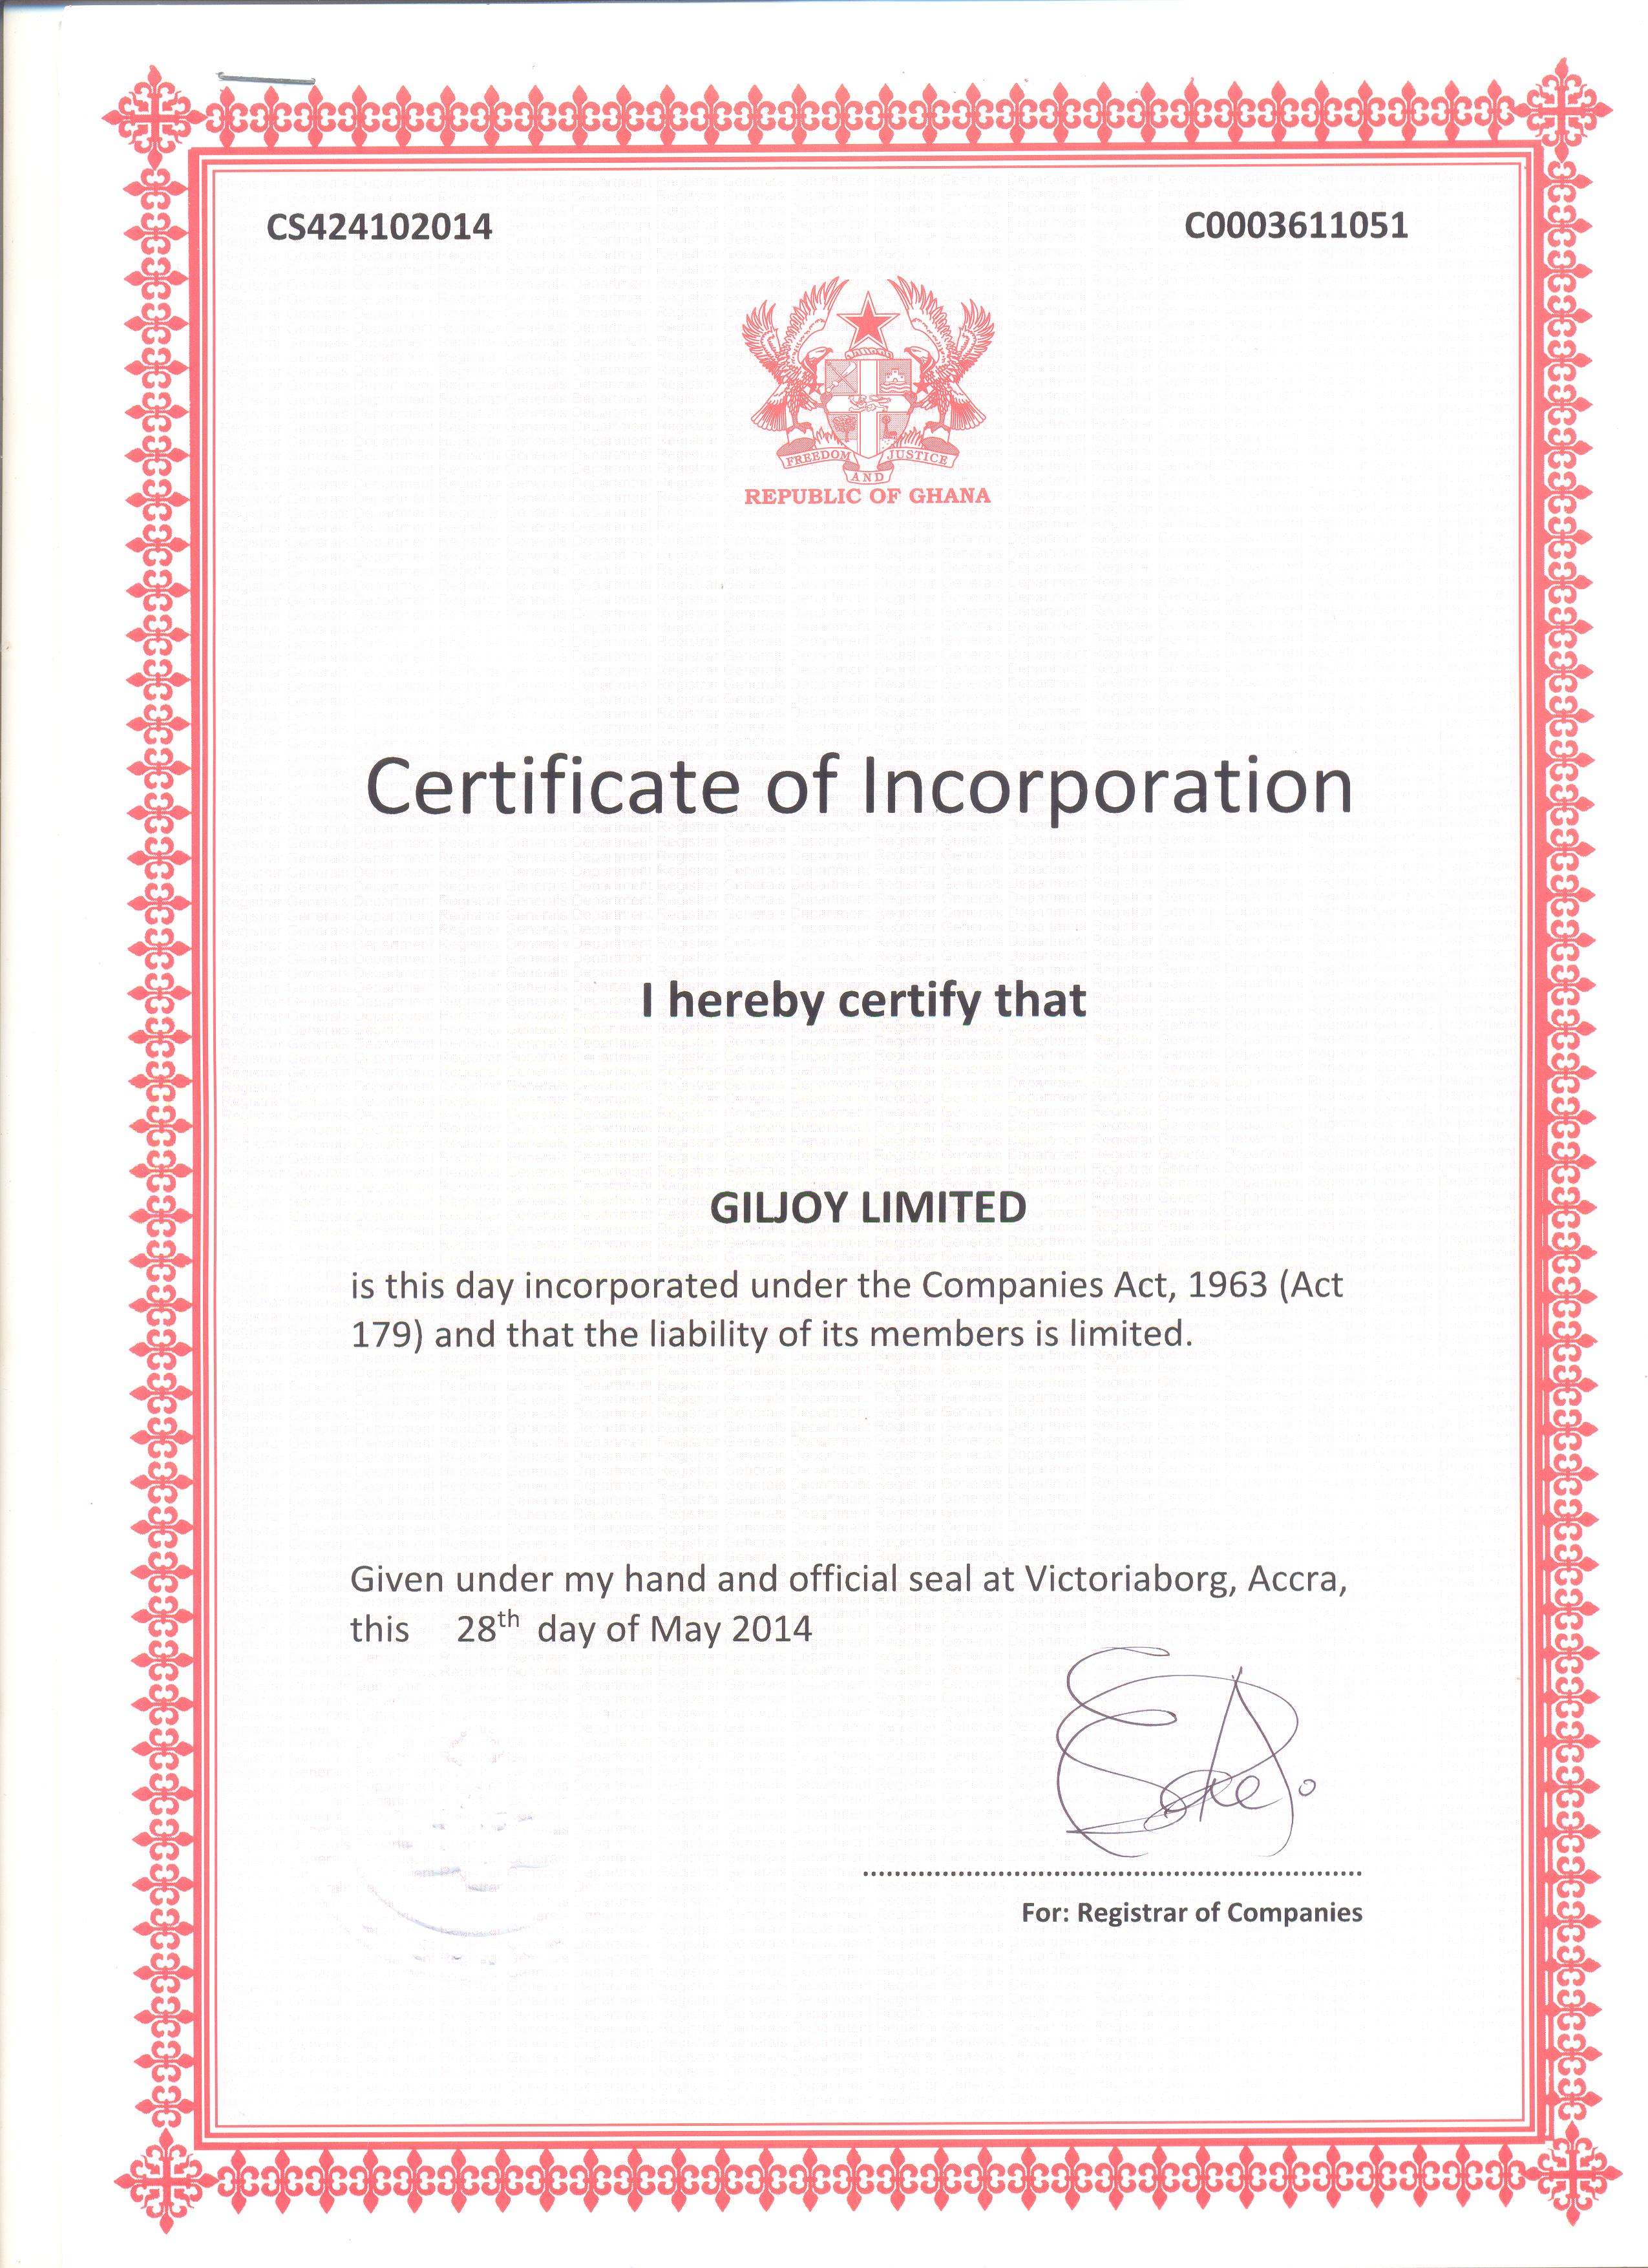 CS424102014
C0003611051
FREEDOM AND JUSTICE
REPUBLIC OF GHANA
Certificate of Incorporation
I hereby certify that
GILJOY LIMITED
is this day incorporated under the Companies Act, 1963 (Act
179) and that the liability of its members is limited.
Given under my hand and official seal at Victoriaborg, Accra,
this 28th day of May 2014
For: Registrar of Companies